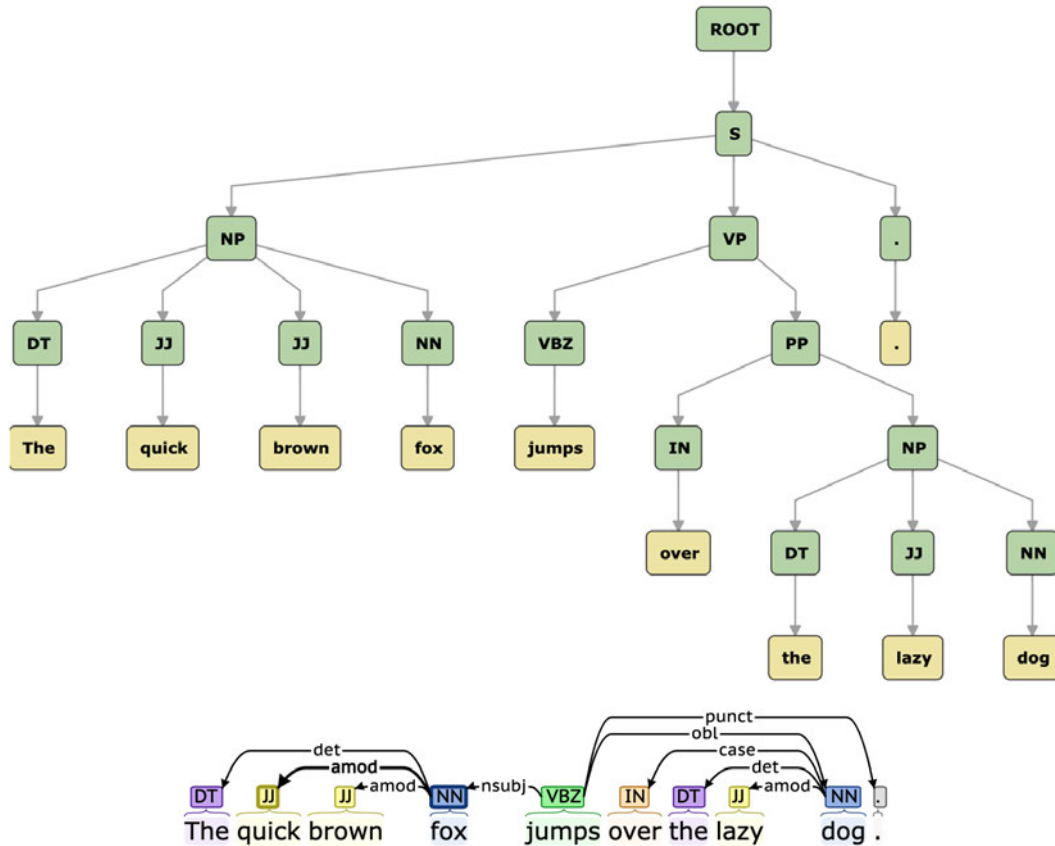 ROOT
S
NP VP .
DT JJ JJ NN VBZ PP .
The quick brown fox jumps IN NP
over DT JJ NN
the lazy dog
punct
obl
det case
amod det
DT JJ JJ amod NN nsubj VBZ IN DT JJ amod NN .
The quick brown fox jumps over the lazy dog .